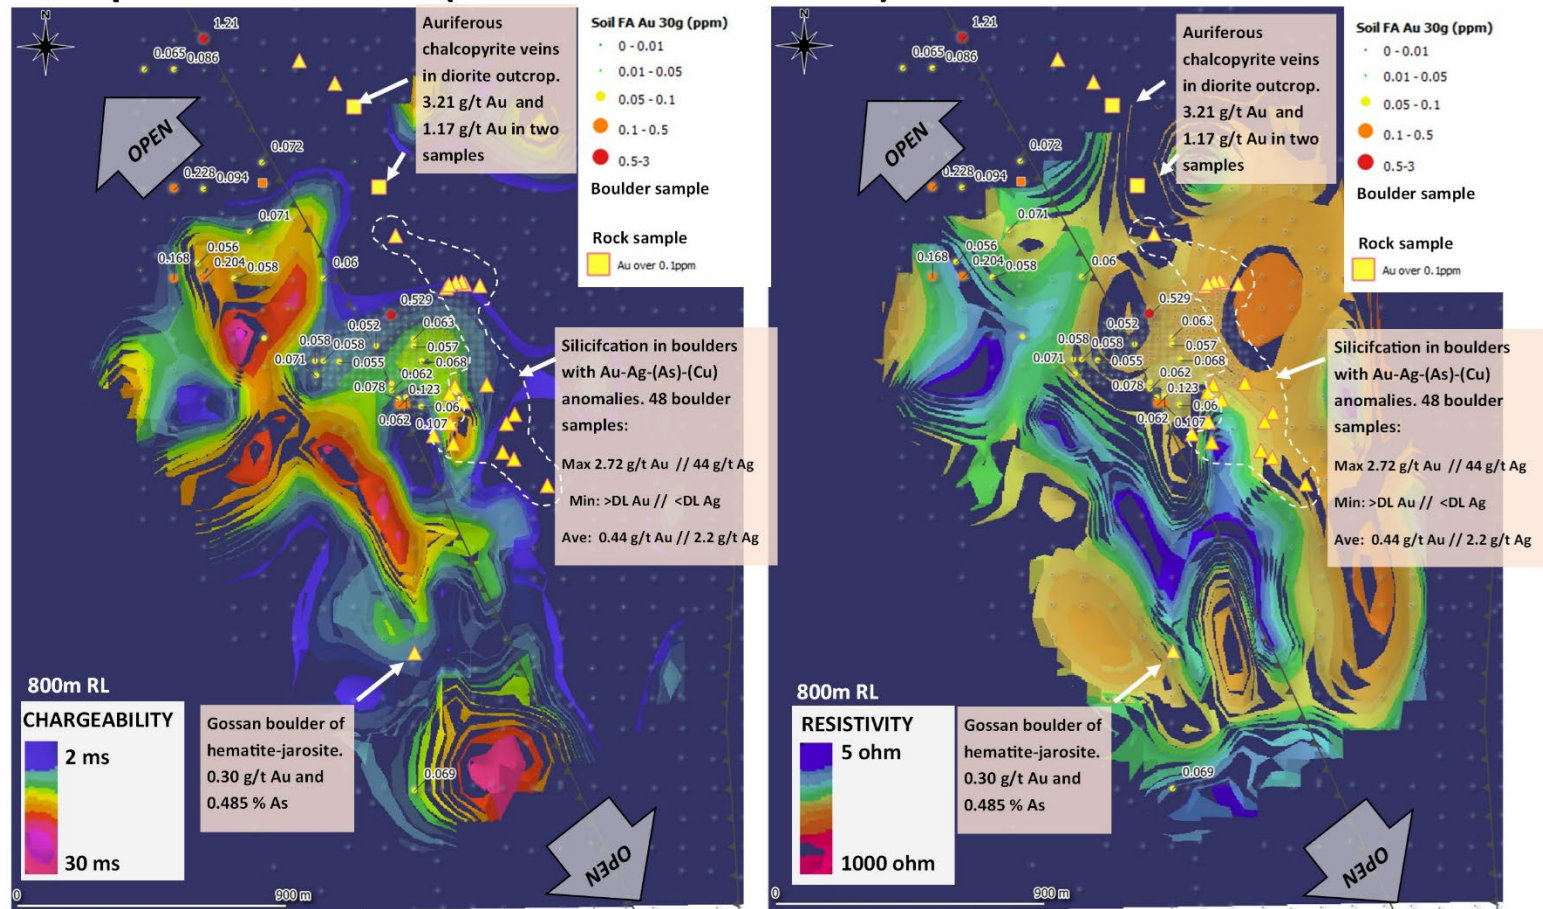 N
1.21
0.065
0.086
OPEN
0.072
0.228
0.094
0.071
0.056
0.168
0.204
0.058
0.06
0.529
0.052
0.063
0.058
0.058
0.057
0.071
0.055
0.068
0.062
0.078
0.123
0.06
0.062
0.107
0.069
Auriferous
chalcopyrite veins
in diorite outcrop.
3.21 g/t Au and
1.17 g/t Au in two
samples
Soil FA Au 30g (ppm)
0 - 0.01
0.01 - 0.05
0.05 - 0.1
0.1 - 0.5
0.5-3
Boulder sample
Rock sample
Au over 0.1ppm
Silicifcation in boulders
with Au-Ag-(As)-(Cu)
anomalies. 48 boulder
samples:
Max 2.72 g/t Au // 44 g/t Ag
Min: >DL Au // <DL Ag
Ave: 0.44 g/t Au // 2.2 g/t Ag
800m RL
CHARGEABILITY
2 ms
30 ms
Gossan boulder of
hematite-jarosite.
0.30 g/t Au and
0.485 % As
OPEN
0
900 m
N
1.21
0.065
0.086
OPEN
0.072
0.228
0.094
0.071
0.056
0.168
0.204
0.058
0.06
0.529
0.052
0.063
0.058
0.058
0.057
0.071
0.055
0.068
0.062
0.078
0.123
0.06
0.062
0.107
0.069
Auriferous
chalcopyrite veins
in diorite outcrop.
3.21 g/t Au and
1.17 g/t Au in two
samples
Soil FA Au 30g (ppm)
0 - 0.01
0.01 - 0.05
0.05 - 0.1
0.1 - 0.5
0.5-3
Boulder sample
Rock sample
Au over 0.1ppm
Silicifcation in boulders
with Au-Ag-(As)-(Cu)
anomalies. 48 boulder
samples:
Max 2.72 g/t Au // 44 g/t Ag
Min: >DL Au // <DL Ag
Ave: 0.44 g/t Au // 2.2 g/t Ag
800m RL
RESISTIVITY
5 ohm
1000 ohm
Gossan boulder of
hematite-jarosite.
0.30 g/t Au and
0.485 % As
OPEN
0
900 m